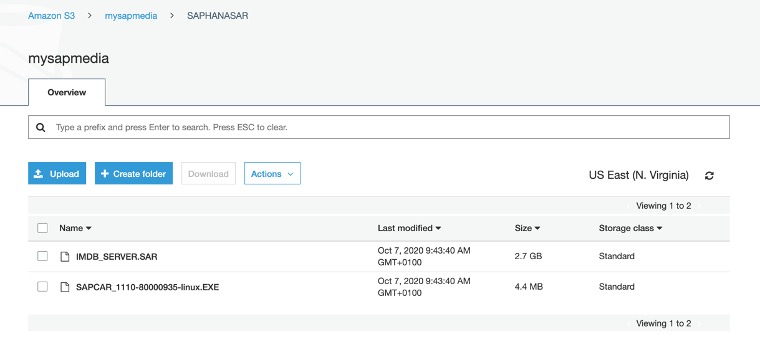 Amazon S3 > mysapmedia > SAPHANASAR
mysapmedia
Overview
Type a prefix and press Enter to search. Press ESC to clear.
Upload + Create folder Download Actions
US East (N. Virginia)
Viewing 1 to 2
Name Last modified Size Storage class
IMDB_SERVER.SAR Oct 7, 2020 9:43:40 AM 2.7 GB Standard
GMT+0100
SAPCAR_1110-80000935-linux.EXE Oct 7, 2020 9:43:40 AM 4.4 MB Standard
GMT+0100
Viewing 1 to 2